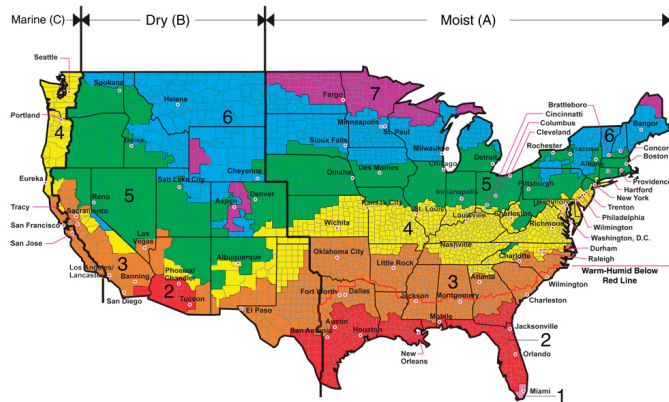 Marine (C)
Dry (B)
Moist (A)
Seattle
Spokane
Helena
Fargo
7
Brattleboro
Cincinnatti
Columbus
Cleveland
Portland
4
6
Minneapolis
St. Paul
Bangor
6
Boise
Sioux Falls
Milwaukee
Rochester
Syracuse
Albany
Concord
Boston
Detroit
Chicago
Eureka
Salt Lake City
Cheyenne
Omaha
Des Moines
Pittsburgh
Providence
Hartford
New York
Reno
5
Aspen
Denver
Indianapolis
5
Trenton
Tracy
Sacramento
Kansas City
St. Louis
Charleston
Baltimore
Philadelphia
San Francisco
Las
Vegas
Wichita
4
Louisville
Richmond
Wilmington
San Jose
Washington, D.C.
Albuquerque
Nashville
Durham
3
Oklahoma City
Charlotte
Raleigh
Los Angeles/
Lancaster
Banning
Phoenix/
Chandler
Little Rock
3
Atlanta
Wilmington
Warm-Humid Below
Red Line
2
San Diego
Tucson
El Paso
Fort Worth
Dallas
Jackson
Montgomery
Charleston
Austin
Mobile
Jacksonville
San Antonio
Houston
2
New
Orleans
Orlando
Miami
1